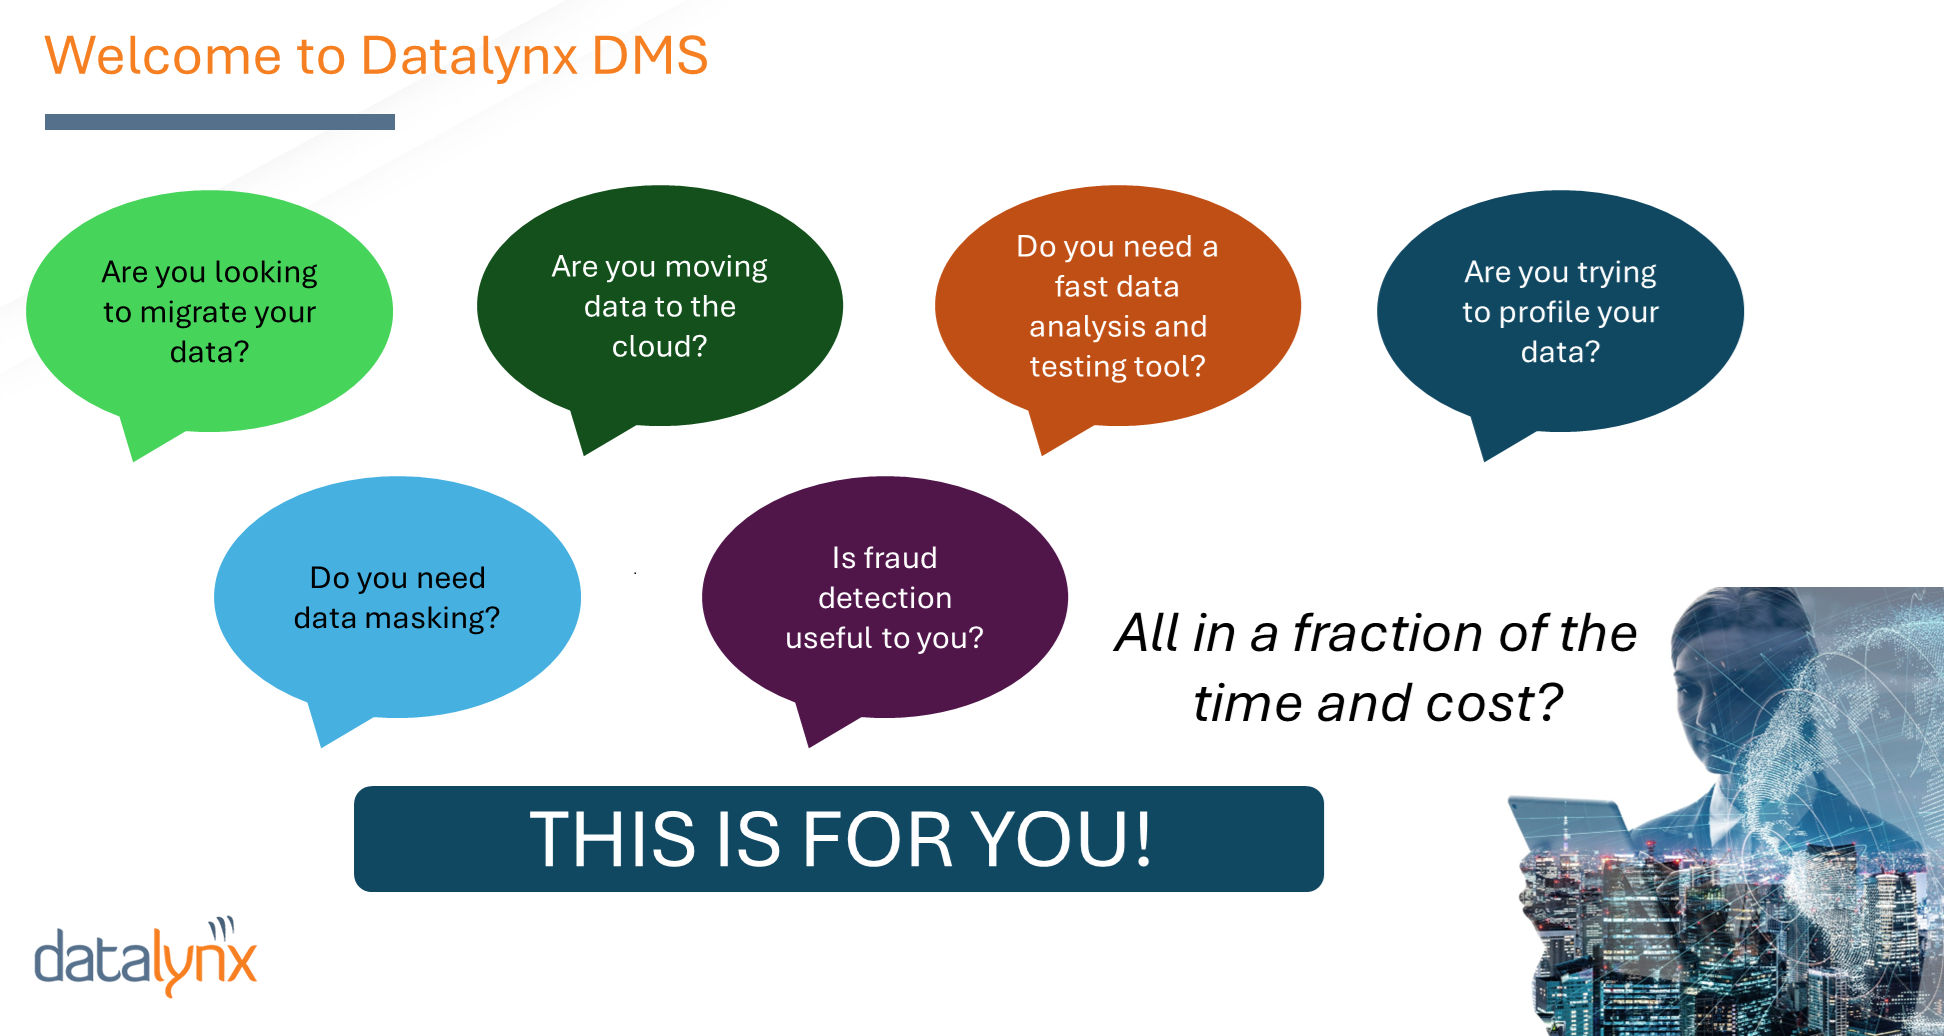 Welcome to Datalynx DMS
Are you looking
to migrate your
data?
Are you moving
data to the
cloud?
Do you need a
fast data
analysis and
testing tool?
Are you trying
to profile your
data?
Do you need
data masking?
.
Is fraud
detection
useful to you?
All in a fraction of the
time and cost?
THIS IS FOR YOU!
datalynx